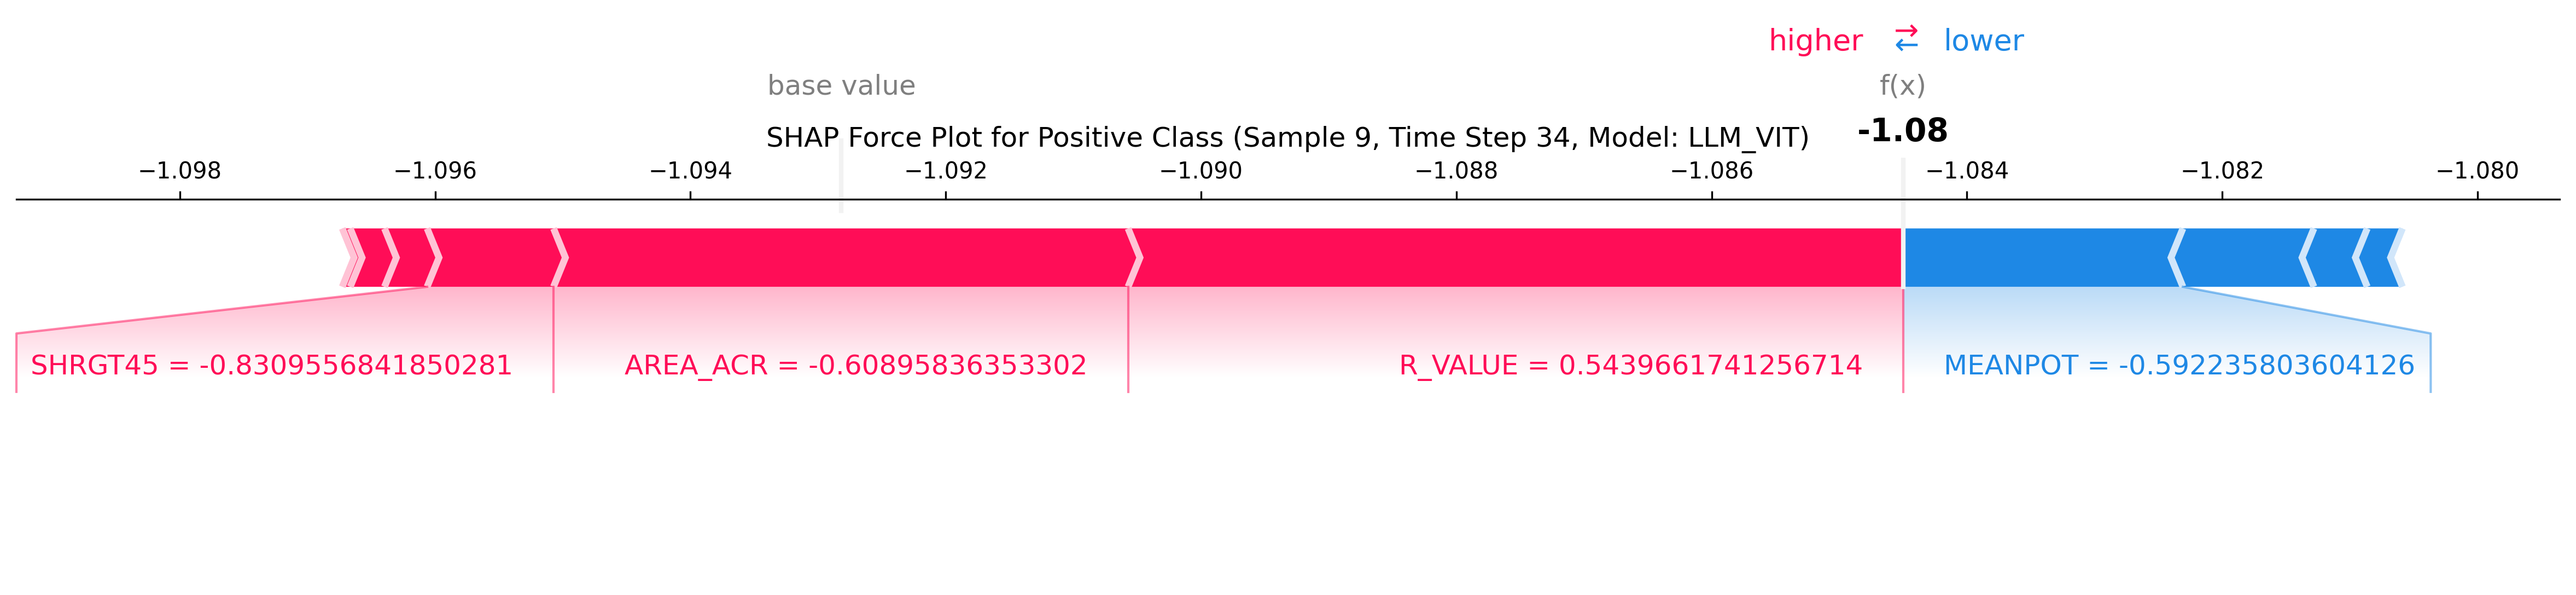 higher ⇄ lower
base value f(x)
SHAP Force Plot for Positive Class (Sample 9, Time Step 34, Model: LLM_VIT) -1.08
−1.098 −1.096 −1.094 −1.092 −1.090 −1.088 −1.086 −1.084 −1.082 −1.080
SHRGT45 = -0.8309556841850281 AREA_ACR = -0.60895836353302 R_VALUE = 0.5439661741256714 MEANPOT = -0.592235803604126